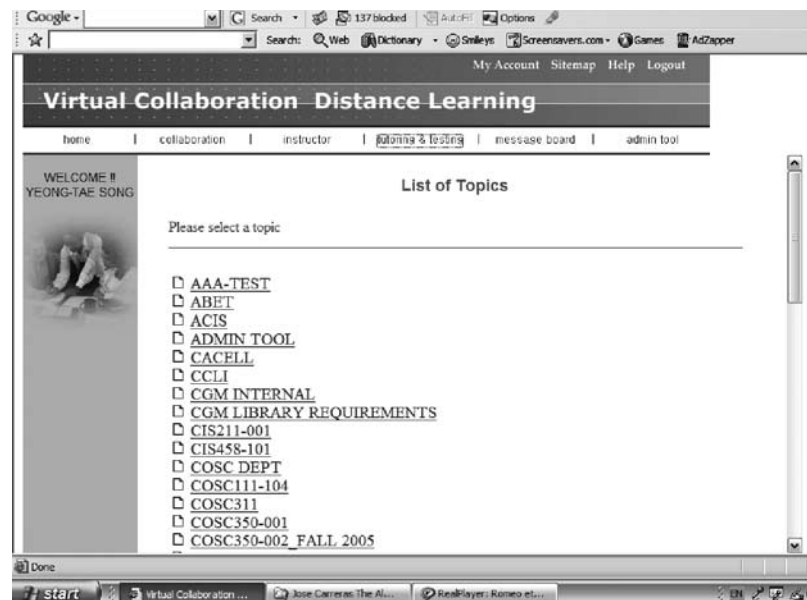 Google - Search 137 blocked AutoFill Options
Search: Web Dictionary - Smileys Screensavers.com - Games AdZapper
My Account Sitemap Help Logout
Virtual Collaboration Distance Learning
home | collaboration | instructor | tutoring & testing | message board | admin tool
WELCOME !!
YEONG-TAE SONG
List of Topics
Please select a topic
AAA-TEST
ABET
ACIS
ADMIN TOOL
CACELL
CCLI
CGM INTERNAL
CGM LIBRARY REQUIREMENTS
CIS211-001
CIS458-101
COSC DEPT
COSC111-104
COSC311
COSC350-001
COSC350-002_FALL 2005
Done
start Virtual Collaboration ... Jose Carreras The Al... RealPlayer: Romeo et... EN